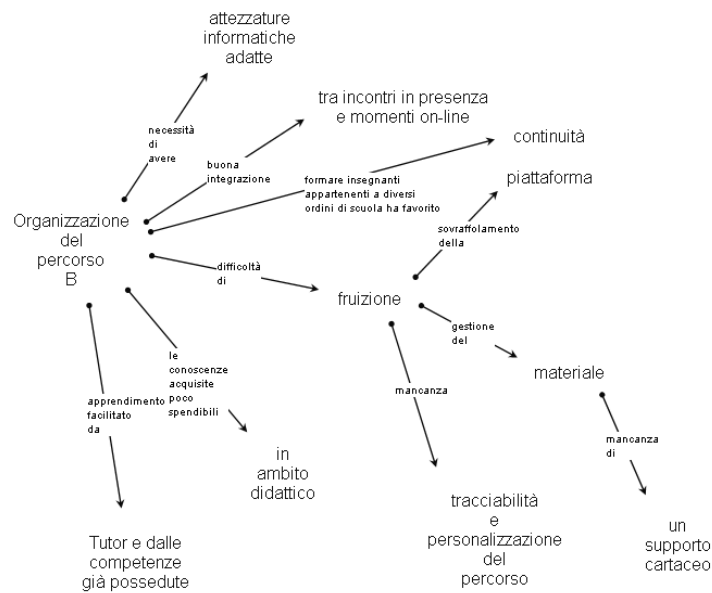 attezzature
informatiche
adatte
necessità
di
avere
tra incontri in presenza
e momenti on-line
buona
integrazione
continuità
formare insegnanti
appartenenti a diversi
ordini di scuola ha favorito
piattaforma
sovraffolamento
della
Organizzazione
del
percorso
B
difficoltà
di
fruizione
gestione
del
materiale
le
conoscenze
acquisite
poco
spendibili
apprendimento
facilitato
da
mancanza
mancanza
di
in
ambito
didattico
tracciabilità
e
personalizzazione
del
percorso
un
supporto
cartaceo
Tutor e dalle
competenze
già possedute